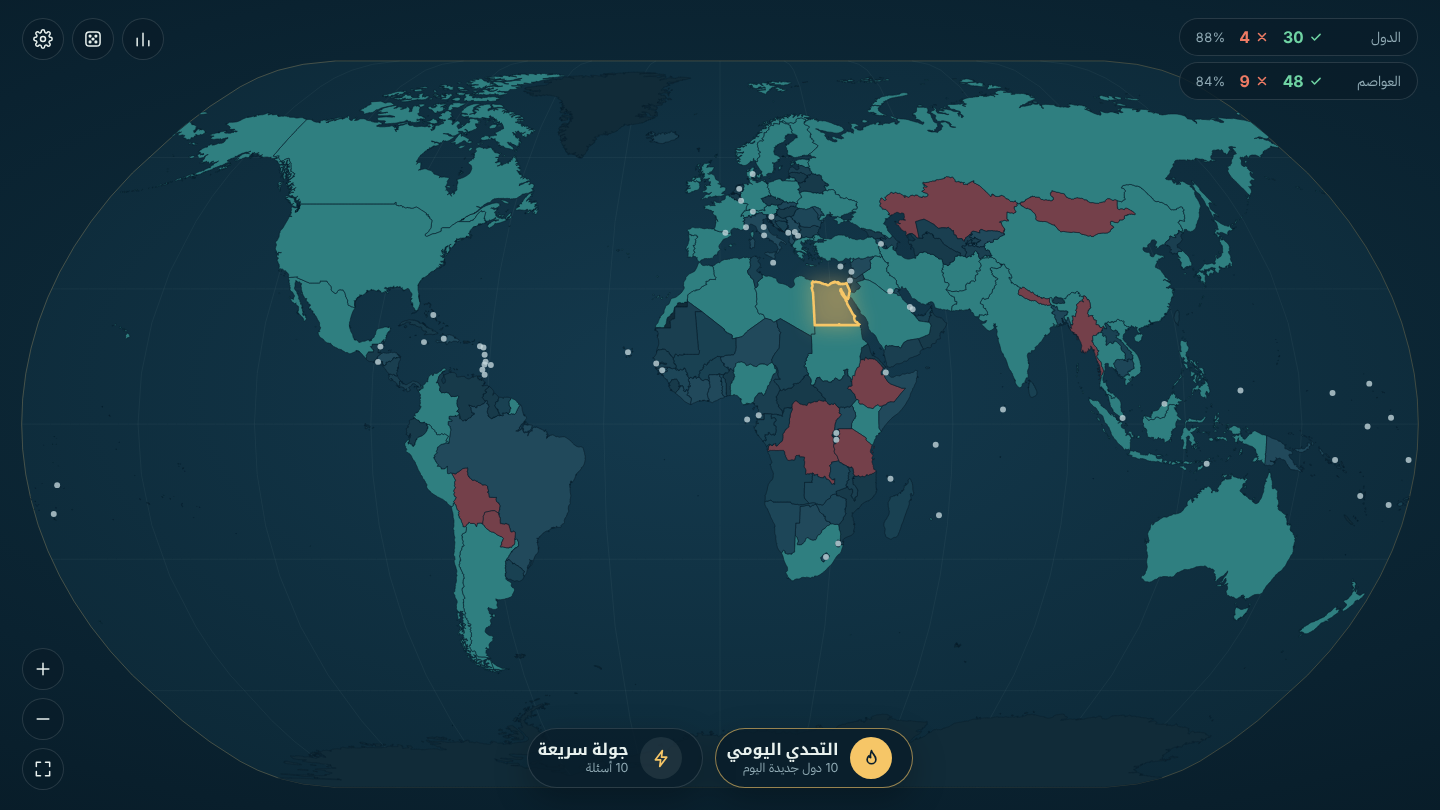 الدول ✓ 30 ✕ 4 88%
العواصم ✓ 48 ✕ 9 84%
التحدي اليومي
10 دول جديدة اليوم
جولة سريعة
10 أسئلة